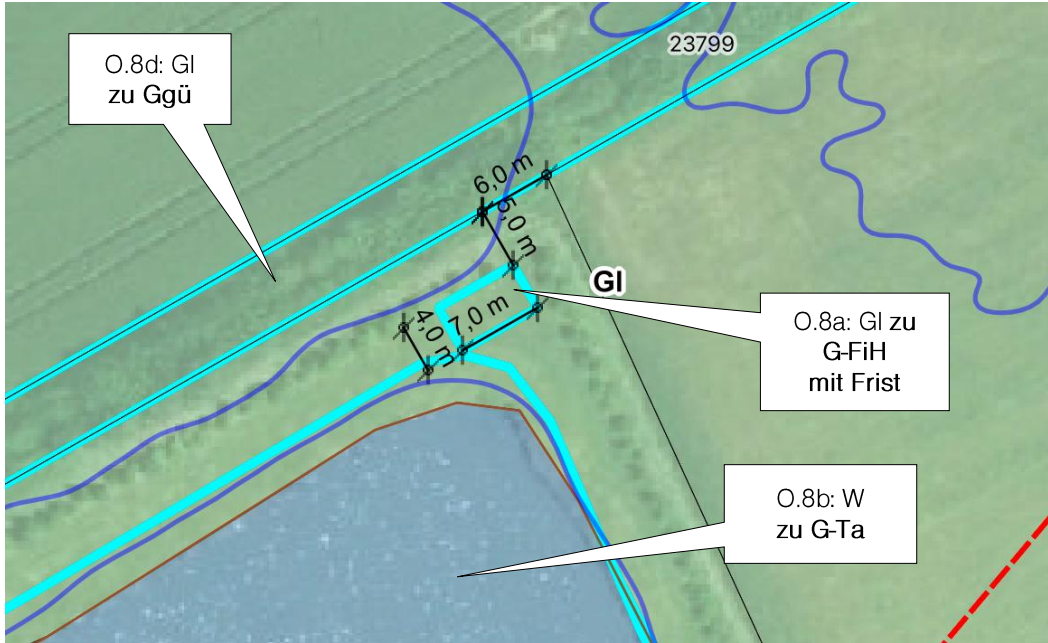 23799
O.8d: Gl
zu Ggü
6,0 m
5,0 m
Gl
7,0 m
4,0 m
O.8a: Gl zu
G-FiH
mit Frist
O.8b: W
zu G-Ta